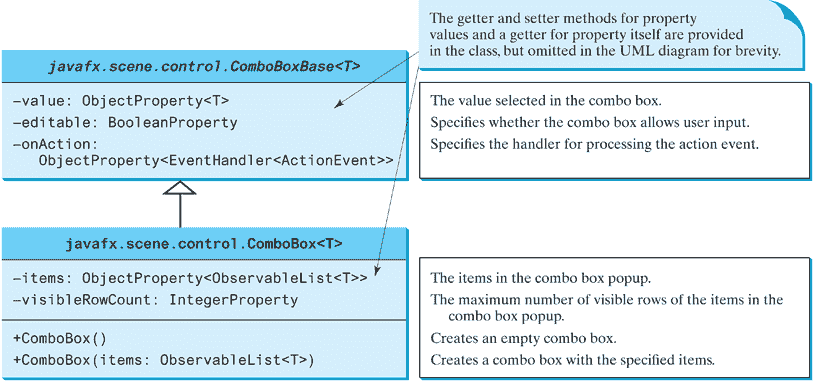 The getter and setter methods for property
values and a getter for property itself are provided
in the class, but omitted in the UML diagram for brevity.
javafx.scene.control.ComboBoxBase<T>
-value: ObjectProperty<T>
-editable: BooleanProperty
-onAction:
ObjectProperty<EventHandler<ActionEvent>>
The value selected in the combo box.
Specifies whether the combo box allows user input.
Specifies the handler for processing the action event.
javafx.scene.control.ComboBox<T>
-items: ObjectProperty<ObservableList<T>>
-visibleRowCount: IntegerProperty
+ComboBox()
+ComboBox(items: ObservableList<T>)
The items in the combo box popup.
The maximum number of visible rows of the items in the
combo box popup.
Creates an empty combo box.
Creates a combo box with the specified items.